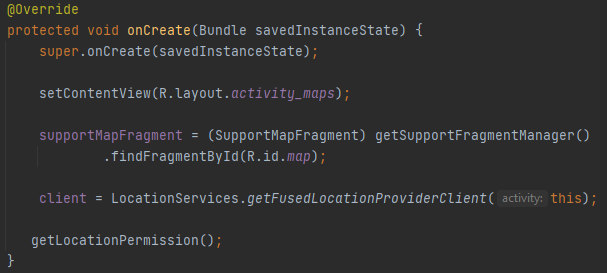 @Override
protected void onCreate(Bundle savedInstanceState) {
super.onCreate(savedInstanceState);
setContentView(R.layout.activity_maps);
supportMapFragment = (SupportMapFragment) getSupportFragmentManager()
.findFragmentById(R.id.map);
client = LocationServices.getFusedLocationProviderClient( activity: this);
getLocationPermission();
}